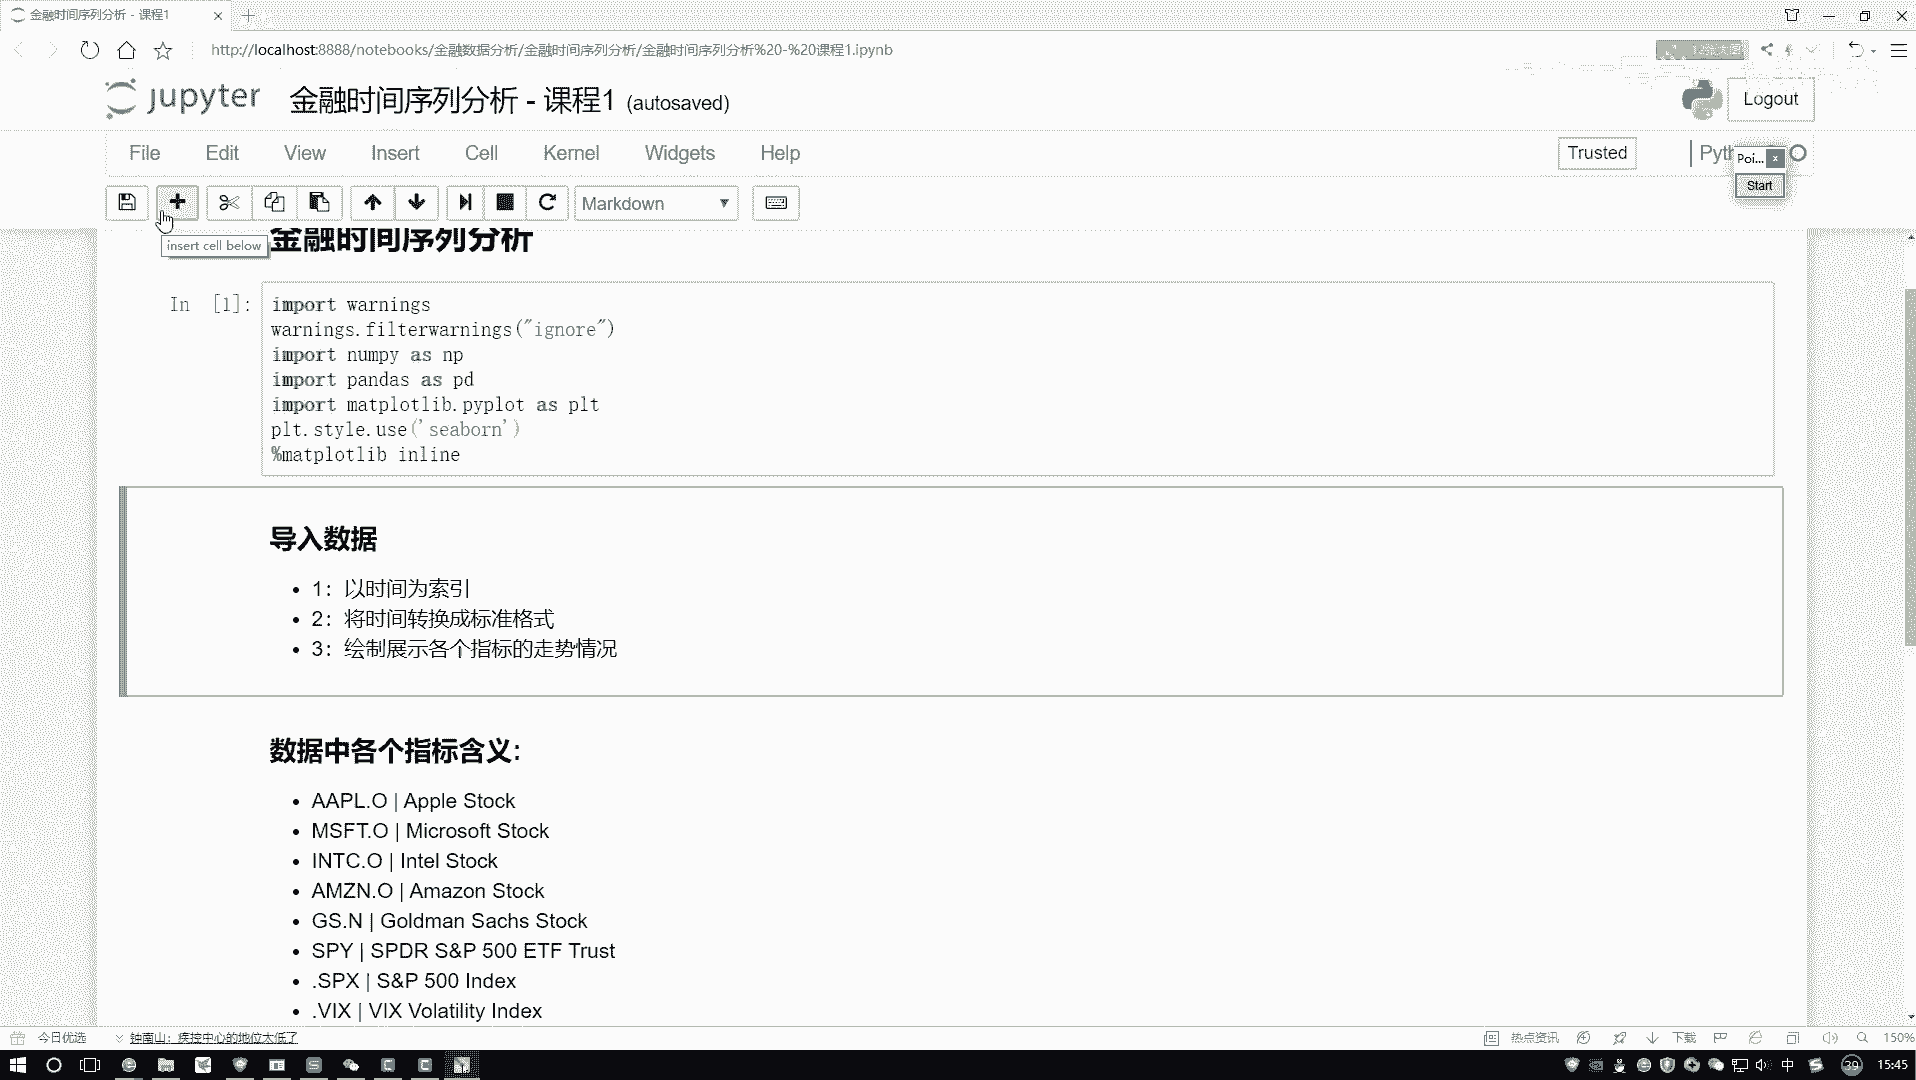 金融时间序列分析 - 课程1
http://localhost:8888/notebooks/金融数据分析/金融时间序列分析/金融时间序列分析%20-%20课程1.ipynb
jupyter 金融时间序列分析 - 课程1 (autosaved)
Logout
File Edit View Insert Cell Kernel Widgets Help
Trusted
Pyth
Poi...
Start
Markdown
insert cell below
金融时间序列分析
In [1]:
import warnings
warnings.filterwarnings("ignore")
import numpy as np
import pandas as pd
import matplotlib.pyplot as plt
plt.style.use('seaborn')
%matplotlib inline
导入数据
• 1：以时间为索引
• 2：将时间转换成标准格式
• 3：绘制展示各个指标的走势情况
数据中各个指标含义:
• AAPL.O | Apple Stock
• MSFT.O | Microsoft Stock
• INTC.O | Intel Stock
• AMZN.O | Amazon Stock
• GS.N | Goldman Sachs Stock
• SPY | SPDR S&P 500 ETF Trust
• .SPX | S&P 500 Index
• .VIX | VIX Volatility Index
今日优选 钟南山：疾控中心的地位太低了
热点资讯 下载 150%
中 39 15:45